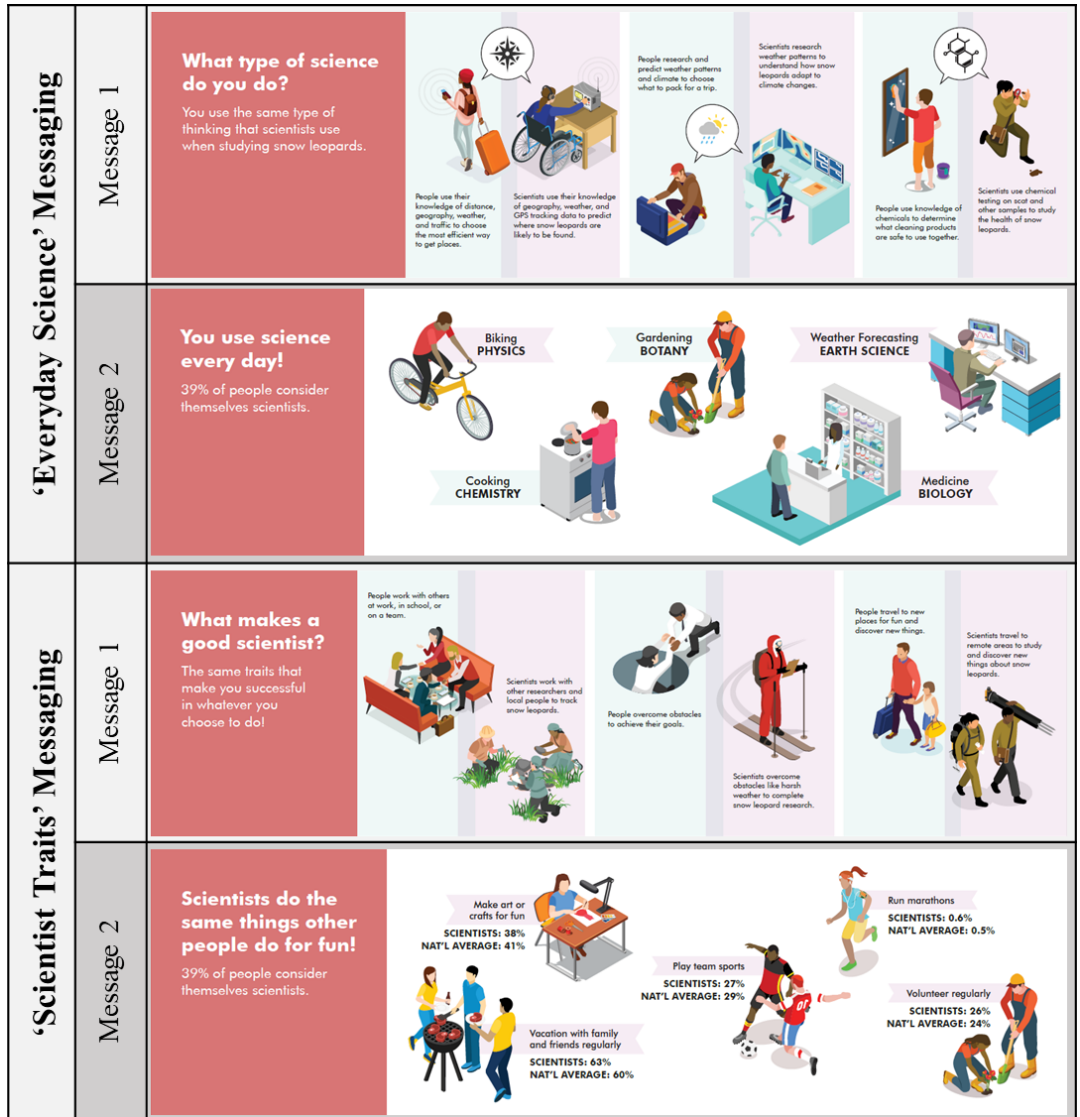 ‘Everyday Science’ Messaging
Message 1
What type of science
do you do?
You use the same type of
thinking that scientists use
when studying snow leopards.
People use their
knowledge of distance,
geography, weather,
and traffic to choose
the most efficient way
to get places.
Scientists use their knowledge
of geography, weather, and
GPS tracking data to predict
where snow leopards are
likely to be found.
People research and
predict weather patterns
and climate to choose
what to pack for a trip.
Scientists research
weather patterns to
understand how snow
leopards adapt to
climate changes.
People use knowledge of
chemicals to determine
what cleaning products
are safe to use together.
Scientists use chemical
testing on scat and
other samples to study
the health of snow
leopards.
Message 2
You use science
every day!
39% of people consider
themselves scientists.
Biking
PHYSICS
Gardening
BOTANY
Weather Forecasting
EARTH SCIENCE
Cooking
CHEMISTRY
Medicine
BIOLOGY
‘Scientist Traits’ Messaging
Message 1
What makes a
good scientist?
The same traits that
make you successful
in whatever you
choose to do!
People work with others
at work, in school, or
on a team.
Scientists work with
other researchers and
local people to track
snow leopards.
People overcome obstacles
to achieve their goals.
Scientists overcome
obstacles like harsh
weather to complete
snow leopard research.
People travel to new
places for fun and
discover new things.
Scientists travel to
remote areas to study
and discover new
things about snow
leopards.
Message 2
Scientists do the
same things other
people do for fun!
39% of people consider
themselves scientists.
Make art or
crafts for fun
SCIENTISTS: 38%
NAT’L AVERAGE: 41%
Run marathons
SCIENTISTS: 0.6%
NAT’L AVERAGE: 0.5%
Play team sports
SCIENTISTS: 27%
NAT’L AVERAGE: 29%
Volunteer regularly
SCIENTISTS: 26%
NAT’L AVERAGE: 24%
Vacation with family
and friends regularly
SCIENTISTS: 63%
NAT’L AVERAGE: 60%